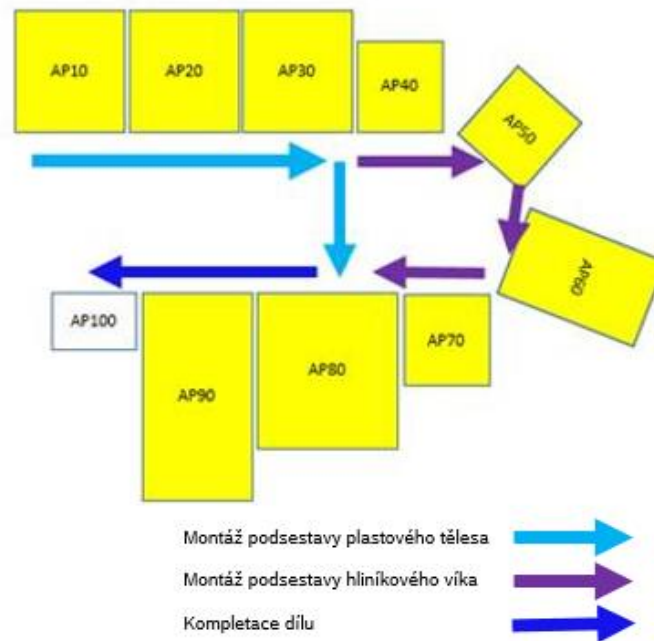 AP10
AP20
AP30
AP40
AP50
AP60
AP100
AP90
AP80
AP70
Montáž podsestavy plastového tělesa
Montáž podsestavy hliníkového víka
Kompletace dílu